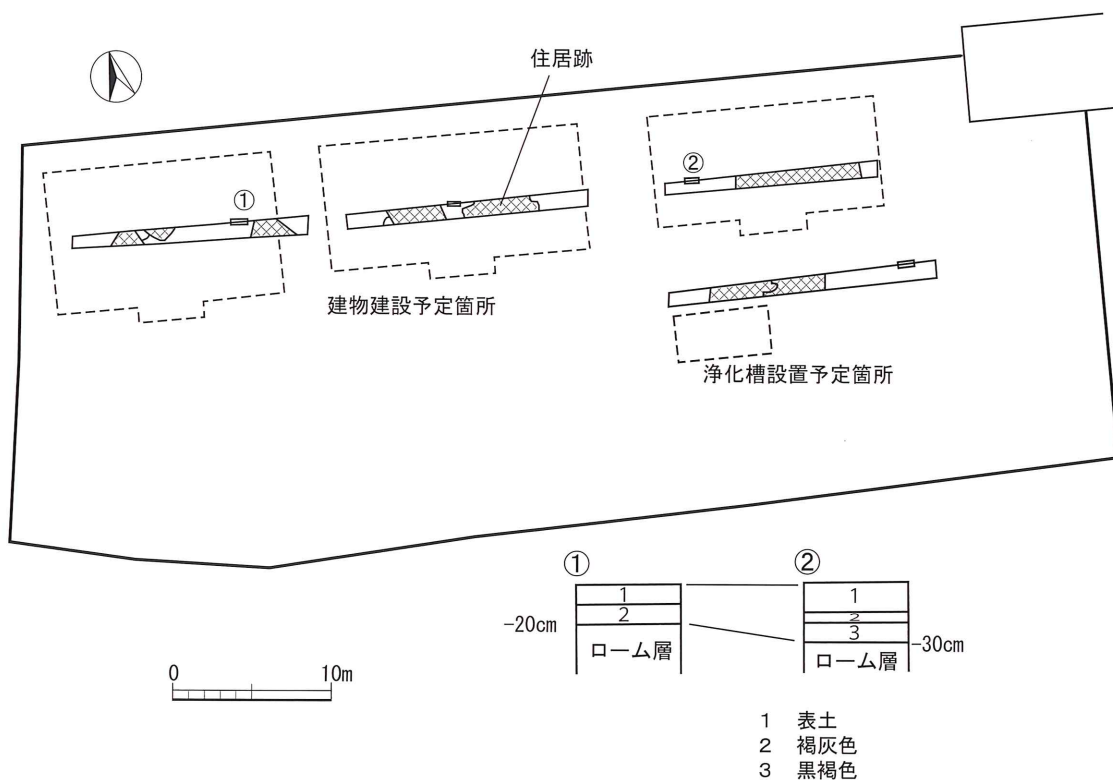 住居跡
①
②
建物建設予定箇所
浄化槽設置予定箇所
①
1
2
-20cm
ローム層
②
1
2
3
-30cm
ローム層
0 10m
1 表土
2 褐灰色
3 黒褐色